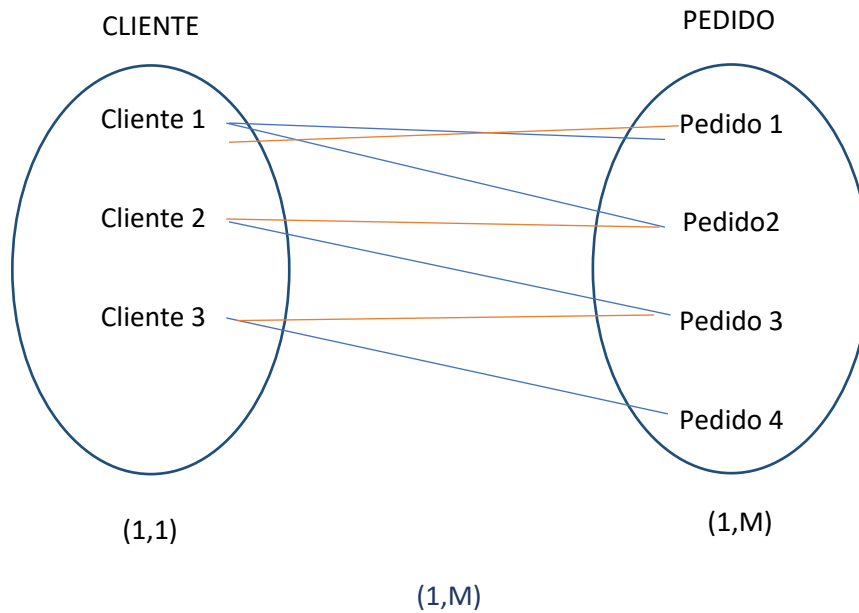 CLIENTE
PEDIDO
Cliente 1
Pedido 1
Cliente 2
Pedido2
Cliente 3
Pedido 3
Pedido 4
(1,1)
(1,M)
(1,M)